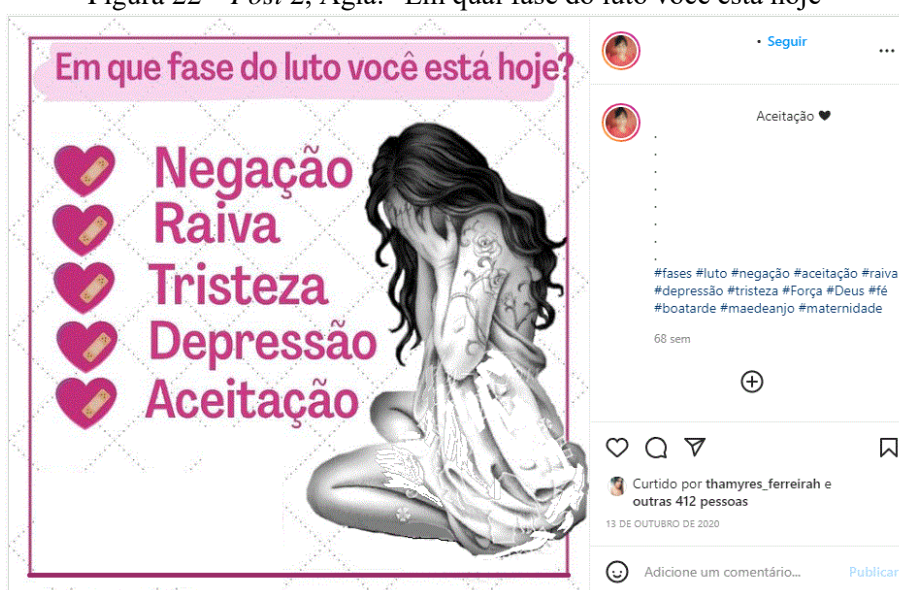 Figura 22 – Post 2, Agia: “Em qual fase do luto você está hoje”
Em que fase do luto você está hoje?
Negação
Raiva
Tristeza
Depressão
Aceitação
• Seguir
...
Aceitação 🖤
.
.
.
.
.
.
.
#fases #luto #negação #aceitação #raiva
#depressão #tristeza #Força #Deus #fé
#boatarde #maedeanjo #maternidade
68 sem
Curtido por thamyres_ferreirah e
outras 412 pessoas
13 DE OUTUBRO DE 2020
Adicione um comentário... Publicar